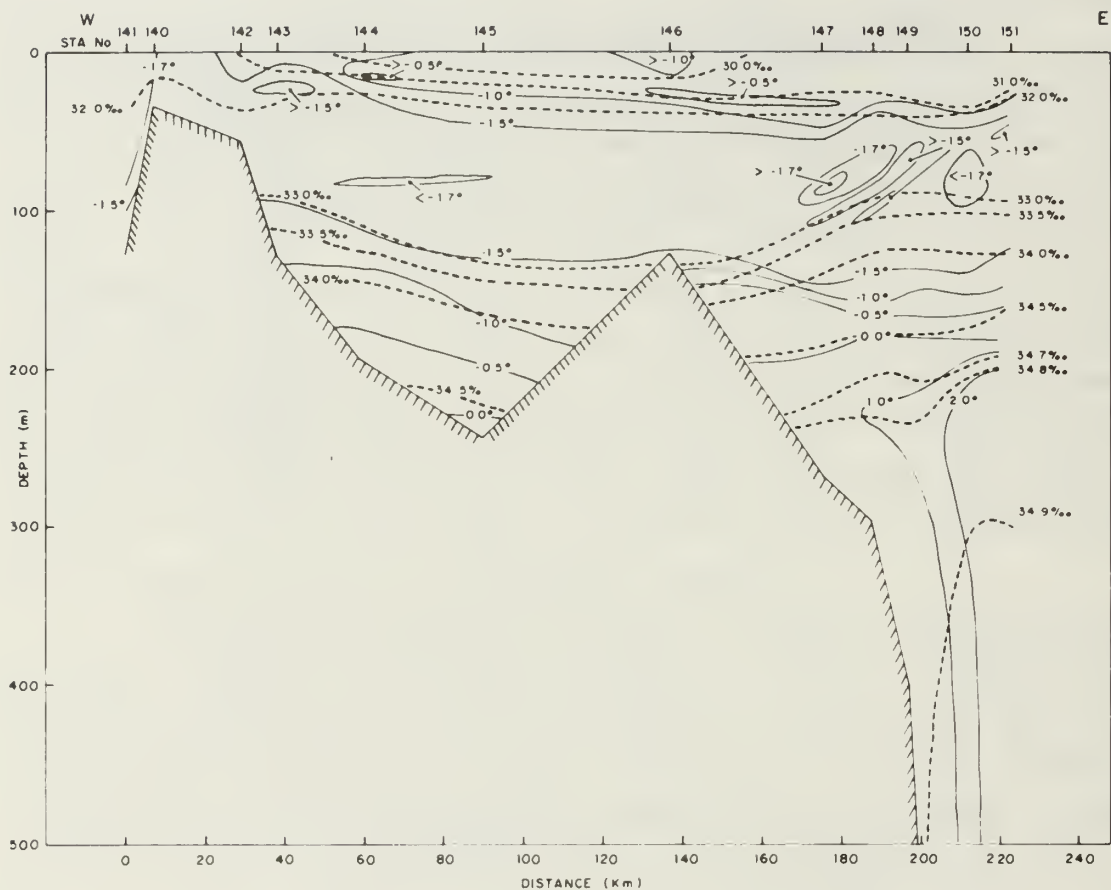 W E
STA No 141 140 142 143 144 145 146 147 148 149 150 151
0
-1.7° > -0.5° > -1.0° 30.0‰
> -0.5°
31.0‰
32.0‰
32.0‰ > -1.5° -1.0°
-1.5° > -1.5° > -1.5°
> -1.7° -1.7°
< -1.7° < -1.7°
100 -1.5° 33.0‰ 33.0‰
33.5‰
33.5‰ -1.5° 34.0‰
34.0‰ -1.5°
-1.0° -1.0°
-0.5° 34.5‰
0.0°
200 -0.5° 34.7‰
34.8‰
34.5‰ 1.0° 2.0°
0.0°
DEPTH (m)
300 34.9‰
400
500
0 20 40 60 80 100 120 140 160 180 200 220 240
DISTANCE (Km)